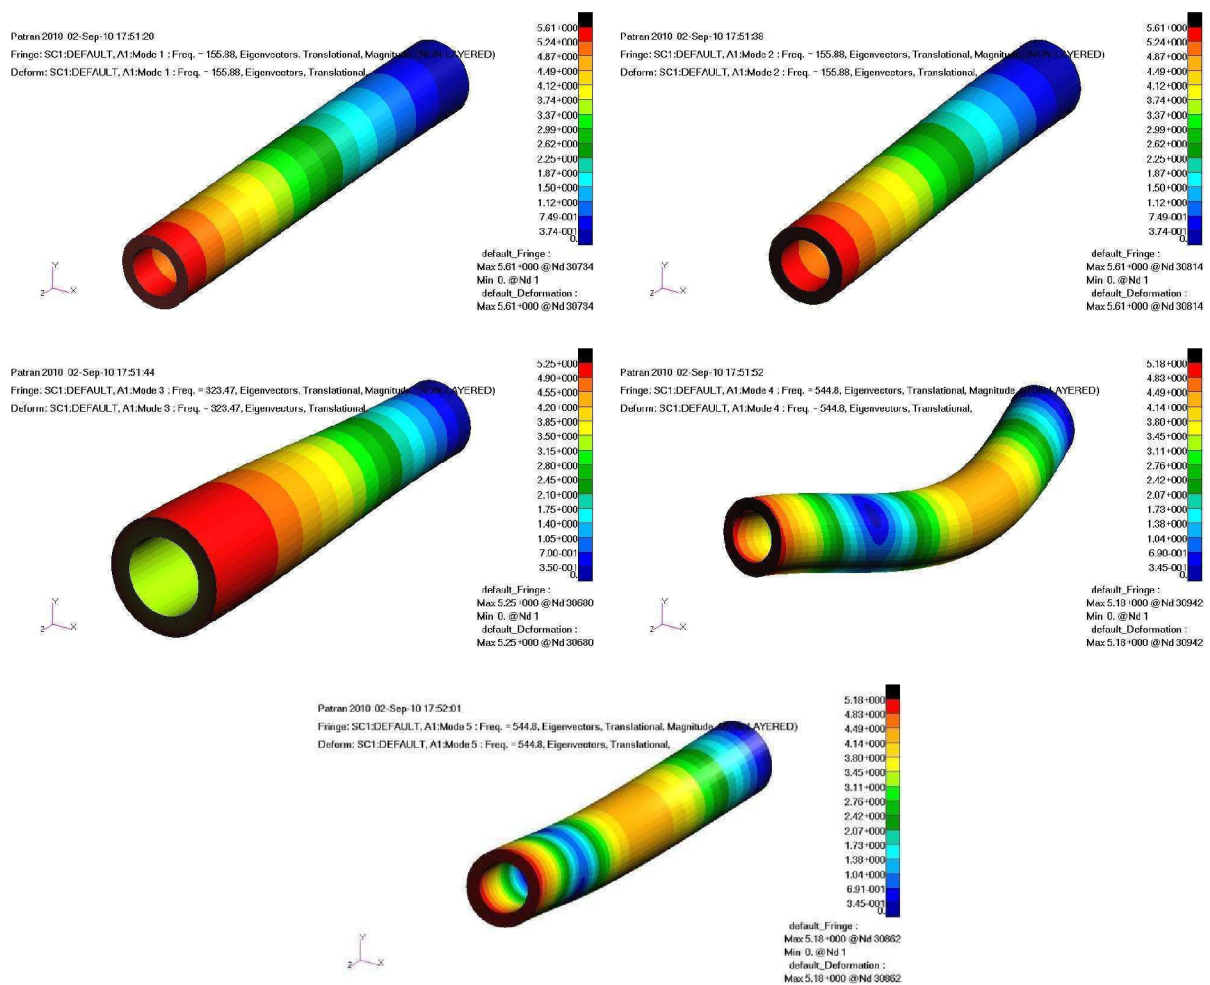 Patran 2010 02-Sep-10 17:51:20
Fringe: SC1:DEFAULT, A1:Mode 1 : Freq. = 155.88, Eigenvectors, Translational, Magnitude, (NON-LAYERED)
Deform: SC1:DEFAULT, A1:Mode 1 : Freq. = 155.88, Eigenvectors, Translational,
5.61+000
5.24+000
4.87+000
4.49+000
4.12+000
3.74+000
3.37+000
2.99+000
2.62+000
2.25+000
1.87+000
1.50+000
1.12+000
7.49-001
3.74-001
0.
default_Fringe :
Max 5.61+000 @Nd 30734
Min 0. @Nd 1
default_Deformation :
Max 5.61+000 @Nd 30734
Y
Z X
Patran 2010 02-Sep-10 17:51:38
Fringe: SC1:DEFAULT, A1:Mode 2 : Freq. = 155.88, Eigenvectors, Translational, Magnitude, (NON-LAYERED)
Deform: SC1:DEFAULT, A1:Mode 2 : Freq. = 155.88, Eigenvectors, Translational,
5.61+000
5.24+000
4.87+000
4.49+000
4.12+000
3.74+000
3.37+000
2.99+000
2.62+000
2.25+000
1.87+000
1.50+000
1.12+000
7.49-001
3.74-001
0.
default_Fringe :
Max 5.61+000 @Nd 30814
Min 0. @Nd 1
default_Deformation :
Max 5.61+000 @Nd 30814
Y
Z X
Patran 2010 02-Sep-10 17:51:44
Fringe: SC1:DEFAULT, A1:Mode 3 : Freq. = 323.47, Eigenvectors, Translational, Magnitude, (NON-LAYERED)
Deform: SC1:DEFAULT, A1:Mode 3 : Freq. = 323.47, Eigenvectors, Translational,
5.25+000
4.90+000
4.55+000
4.20+000
3.85+000
3.50+000
3.15+000
2.80+000
2.45+000
2.10+000
1.75+000
1.40+000
1.05+000
7.00-001
3.50-001
0.
default_Fringe :
Max 5.25+000 @Nd 30680
Min 0. @Nd 1
default_Deformation :
Max 5.25+000 @Nd 30680
Y
Z X
Patran 2010 02-Sep-10 17:51:52
Fringe: SC1:DEFAULT, A1:Mode 4 : Freq. = 544.8, Eigenvectors, Translational, Magnitude, (NON-LAYERED)
Deform: SC1:DEFAULT, A1:Mode 4 : Freq. = 544.8, Eigenvectors, Translational,
5.18+000
4.83+000
4.49+000
4.14+000
3.80+000
3.45+000
3.11+000
2.76+000
2.42+000
2.07+000
1.73+000
1.38+000
1.04+000
6.90-001
3.45-001
0.
default_Fringe :
Max 5.18+000 @Nd 30942
Min 0. @Nd 1
default_Deformation :
Max 5.18+000 @Nd 30942
Y
Z X
Patran 2010 02-Sep-10 17:52:01
Fringe: SC1:DEFAULT, A1:Mode 5 : Freq. = 544.8, Eigenvectors, Translational, Magnitude, (NON-LAYERED)
Deform: SC1:DEFAULT, A1:Mode 5 : Freq. = 544.8, Eigenvectors, Translational,
5.18+000
4.83+000
4.49+000
4.14+000
3.80+000
3.45+000
3.11+000
2.76+000
2.42+000
2.07+000
1.73+000
1.38+000
1.04+000
6.91-001
3.45-001
0.
default_Fringe :
Max 5.18+000 @Nd 30862
Min 0. @Nd 1
default_Deformation :
Max 5.18+000 @Nd 30862
Y
Z X